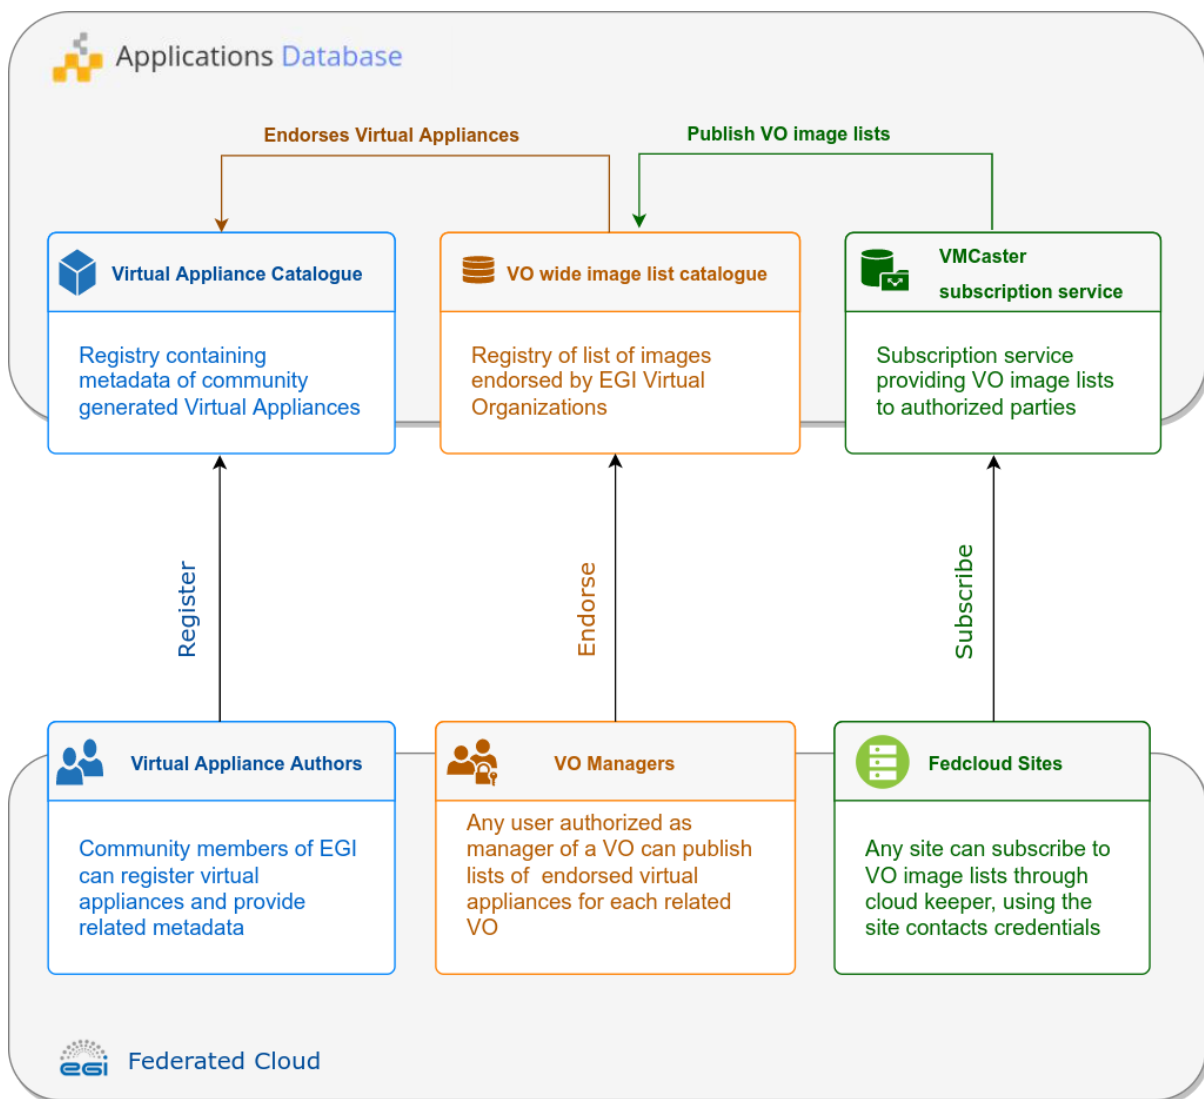 Applications Database
Endorses Virtual Appliances
Publish VO image lists
Virtual Appliance Catalogue
VO wide image list catalogue
VMCaster
subscription service
Registry containing
metadata of community
generated Virtual Appliances
Registry of list of images
endorsed by EGI Virtual
Organizations
Subscription service
providing VO image lists
to authorized parties
Register
Endorse
Subscribe
Virtual Appliance Authors
VO Managers
Fedcloud Sites
Community members of EGI
can register virtual
appliances and provide
related metadata
Any user authorized as
manager of a VO can publish
lists of  endorsed virtual
appliances for each related
VO
Any site can subscribe to
VO image lists through
cloud keeper, using the
site contacts credentials
egi Federated Cloud